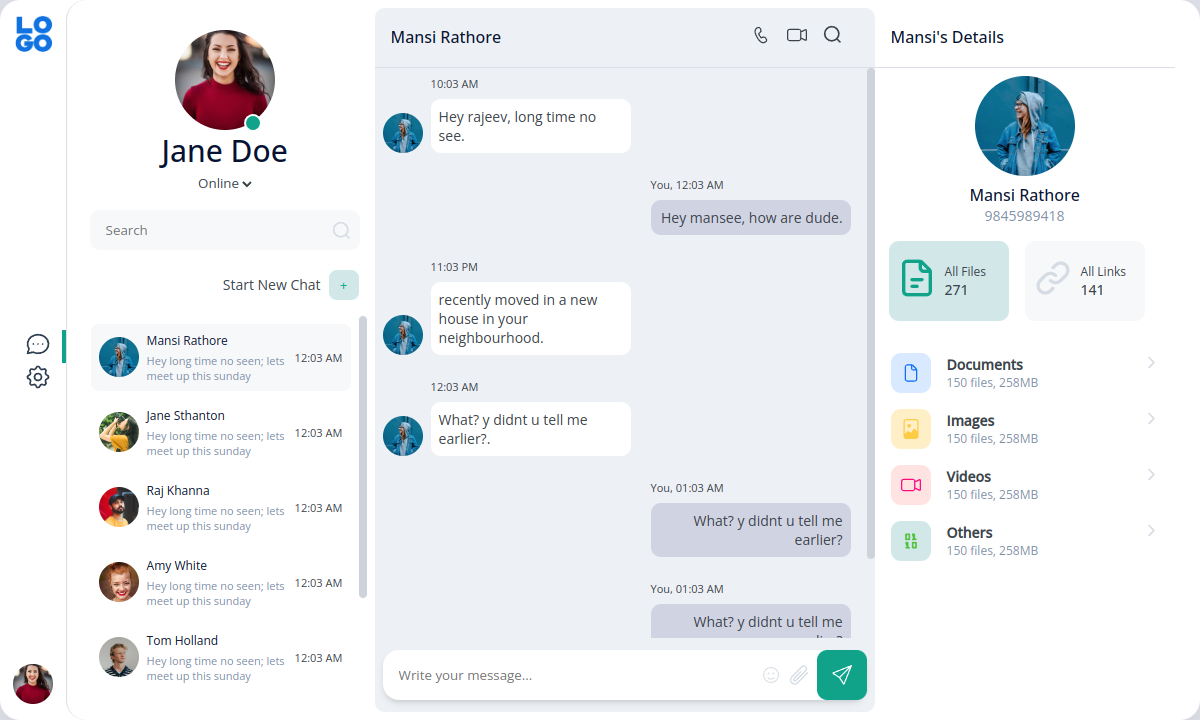 LO
GO
Jane Doe
Online
Search
Start New Chat +
Mansi Rathore
Hey long time no seen; lets
meet up this sunday
12:03 AM
Jane Sthanton
Hey long time no seen; lets
meet up this sunday
12:03 AM
Raj Khanna
Hey long time no seen; lets
meet up this sunday
12:03 AM
Amy White
Hey long time no seen; lets
meet up this sunday
12:03 AM
Tom Holland
Hey long time no seen; lets
meet up this sunday
12:03 AM
Mansi Rathore
10:03 AM
Hey rajeev, long time no
see.
You, 12:03 AM
Hey mansee, how are dude.
11:03 PM
recently moved in a new
house in your
neighbourhood.
12:03 AM
What? y didnt u tell me
earlier?.
You, 01:03 AM
What? y didnt u tell me
earlier?
You, 01:03 AM
What? y didnt u tell me
Write your message...
Mansi's Details
Mansi Rathore
9845989418
All Files
271
All Links
141
Documents
150 files, 258MB
Images
150 files, 258MB
Videos
150 files, 258MB
01
10
Others
150 files, 258MB